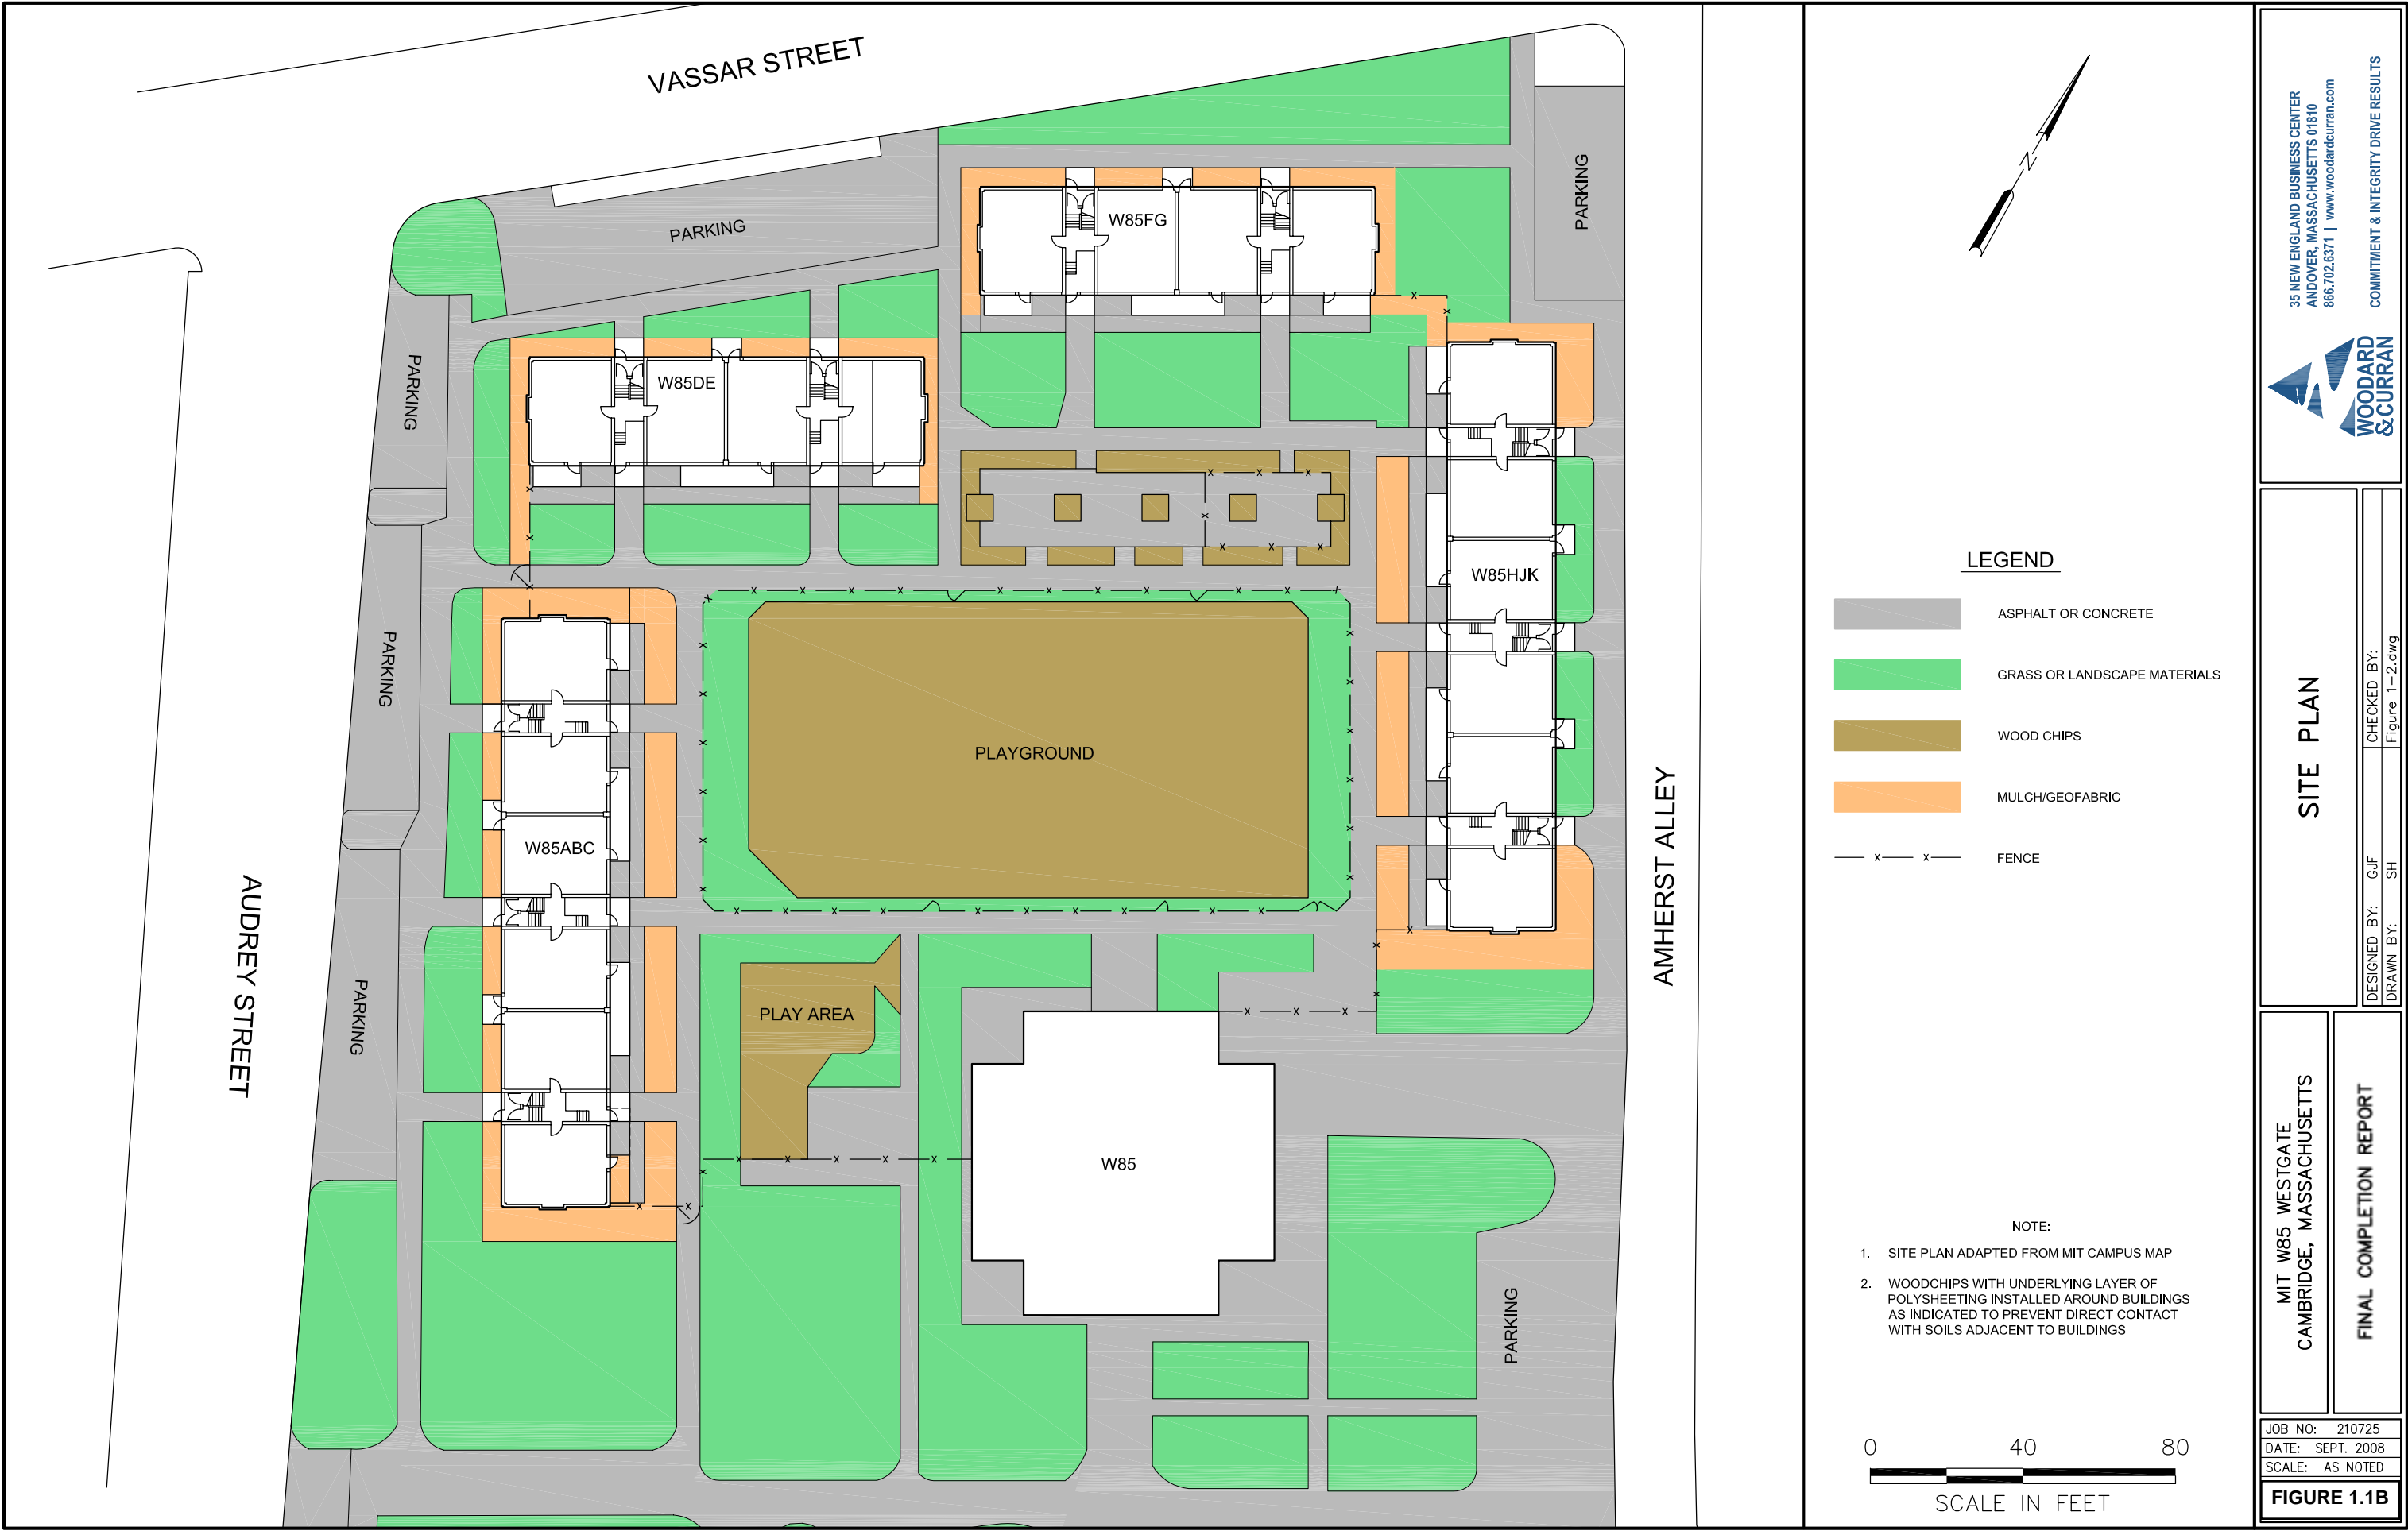 VASSAR STREET
PARKING
PARKING
W85FG
PARKING
W85DE
W85HJK
PARKING
PLAYGROUND
W85ABC
AUDREY STREET
AMHERST ALLEY
PARKING
PLAY AREA
W85
PARKING
N
LEGEND
ASPHALT OR CONCRETE
GRASS OR LANDSCAPE MATERIALS
WOOD CHIPS
MULCH/GEOFABRIC
x x
FENCE
NOTE:
1. SITE PLAN ADAPTED FROM MIT CAMPUS MAP
2. WOODCHIPS WITH UNDERLYING LAYER OF
POLYSHEETING INSTALLED AROUND BUILDINGS
AS INDICATED TO PREVENT DIRECT CONTACT
WITH SOILS ADJACENT TO BUILDINGS
0 40 80
SCALE IN FEET
35 NEW ENGLAND BUSINESS CENTER
ANDOVER, MASSACHUSETTS 01810
866.702.6371 | www.woodardcurran.com
COMMITMENT & INTEGRITY DRIVE RESULTS
WOODARD
&CURRAN
SITE PLAN
DESIGNED BY: GJF
CHECKED BY:
DRAWN BY: SH
Figure 1-2.dwg
MIT W85 WESTGATE
CAMBRIDGE, MASSACHUSETTS
FINAL COMPLETION REPORT
JOB NO: 210725
DATE: SEPT. 2008
SCALE: AS NOTED
FIGURE 1.1B